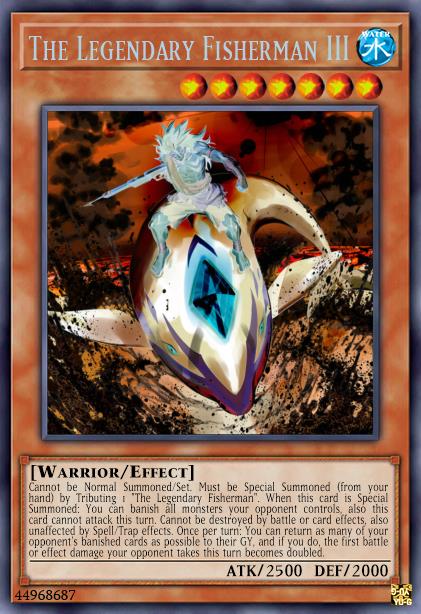 The Legendary Fisherman III
WATER
水
[Warrior/Effect]
Cannot be Normal Summoned/Set. Must be Special Summoned (from your
hand) by Tributing 1 "The Legendary Fisherman". When this card is Special
Summoned: You can banish all monsters your opponent controls, also this
card cannot attack this turn. Cannot be destroyed by battle or card effects, also
unaffected by Spell/Trap effects. Once per turn: You can return as many of your
opponent's banished cards as possible to their GY, and if you do, the first battle
or effect damage your opponent takes this turn becomes doubled.
ATK/2500 DEF/2000
44968687